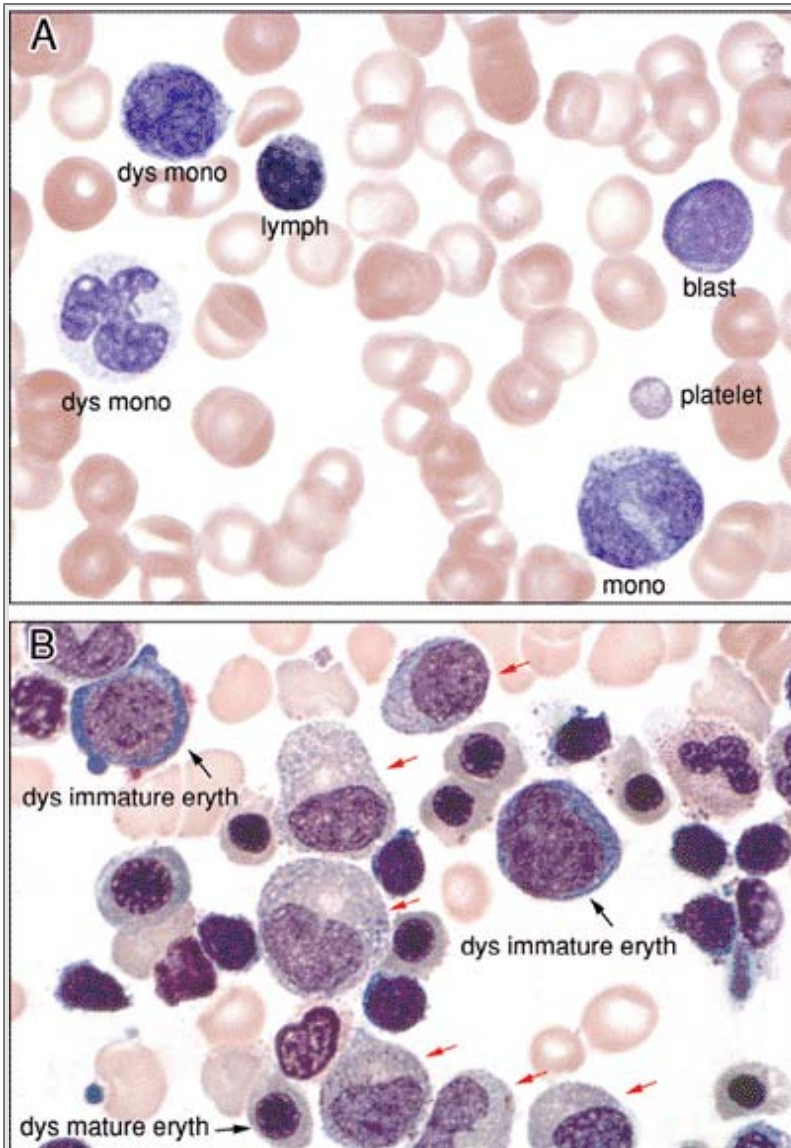 A
dys mono
lymph
blast
dys mono
platelet
mono
B
dys immature eryth
dys immature eryth
dys mature eryth